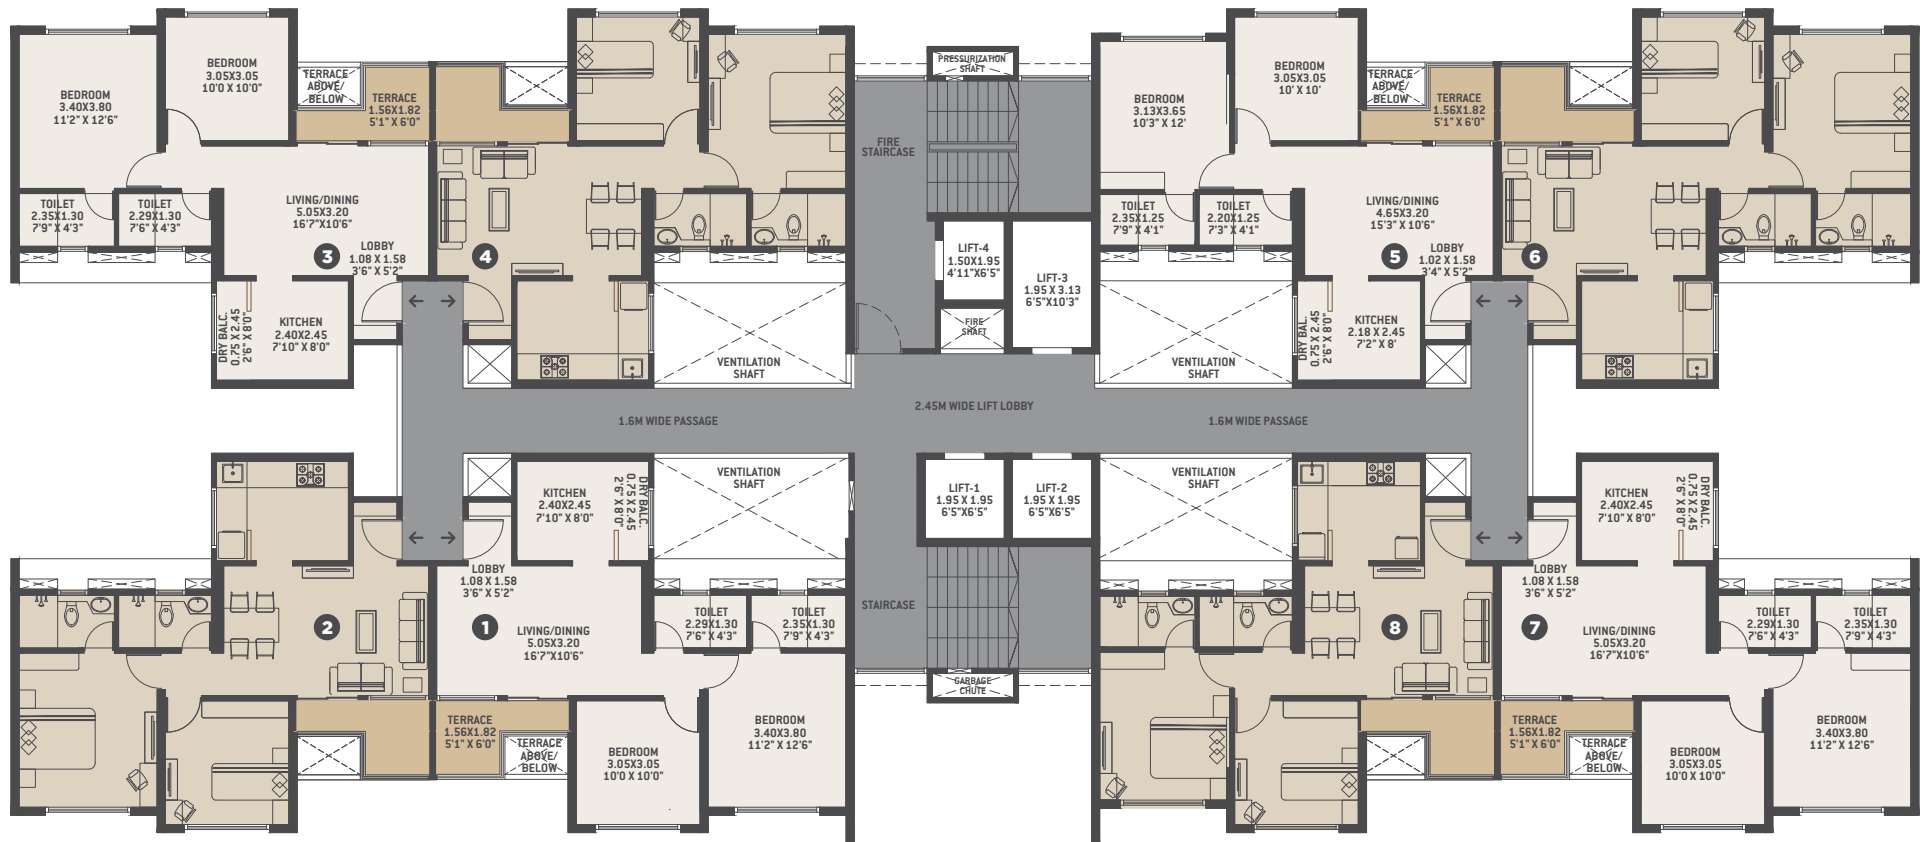 BEDROOM
3.40X3.80
11'2" X 12'6"
BEDROOM
3.05X3.05
10'0 X 10'0"
TERRACE
ABOVE/
BELOW
TERRACE
1.56X1.82
5'1" X 6'0"
TOILET
2.35X1.30
7'9" X 4'3"
TOILET
2.29X1.30
7'6" X 4'3"
LIVING/DINING
5.05X3.20
16'7"X10'6"
3
LOBBY
1.08 X 1.58
3'6" X 5'2"
DRY BALC.
0.75 X 2.45
2'6" X 8'0"
KITCHEN
2.40X2.45
7'10" X 8'0"
4
VENTILATION
SHAFT
PRESSURIZATION
SHAFT
FIRE
STAIRCASE
LIFT-4
1.50X1.95
4'11"X6'5"
LIFT-3
1.95 X 3.13
6'5"X10'3"
FIRE
SHAFT
BEDROOM
3.13X3.65
10'3" X 12'
BEDROOM
3.05X3.05
10' X 10'
TERRACE
ABOVE/
BELOW
TERRACE
1.56X1.82
5'1" X 6'0"
TOILET
2.35X1.25
7'9" X 4'1"
TOILET
2.20X1.25
7'3" X 4'1"
LIVING/DINING
4.65X3.20
15'3" X 10'6"
5
LOBBY
1.02 X 1.58
3'4" X 5'2"
VENTILATION
SHAFT
DRY BAL.
0.75 X 2.45
2'6" X 8'0"
KITCHEN
2.18 X 2.45
7'2" X 8'
6
1.6M WIDE PASSAGE
2.45M WIDE LIFT LOBBY
1.6M WIDE PASSAGE
2
KITCHEN
2.40X2.45
7'10" X 8'0"
DRY BALC.
0.75 X 2.45
2'6" X 8'0"
VENTILATION
SHAFT
LOBBY
1.08 X 1.58
3'6" X 5'2"
1
LIVING/DINING
5.05X3.20
16'7"X10'6"
TOILET
2.29X1.30
7'6" X 4'3"
TOILET
2.35X1.30
7'9" X 4'3"
TERRACE
1.56X1.82
5'1" X 6'0"
TERRACE
ABOVE/
BELOW
BEDROOM
3.05X3.05
10'0 X 10'0"
BEDROOM
3.40X3.80
11'2" X 12'6"
LIFT-1
1.95 X 1.95
6'5"X6'5"
LIFT-2
1.95 X 1.95
6'5"X6'5"
STAIRCASE
GARBAGE
CHUTE
VENTILATION
SHAFT
8
KITCHEN
2.40X2.45
7'10" X 8'0"
DRY BALC.
0.75 X 2.45
2'6" X 8'0"
LOBBY
1.08 X 1.58
3'6" X 5'2"
7
LIVING/DINING
5.05X3.20
16'7"X10'6"
TOILET
2.29X1.30
7'6" X 4'3"
TOILET
2.35X1.30
7'9" X 4'3"
TERRACE
1.56X1.82
5'1" X 6'0"
TERRACE
ABOVE/
BELOW
BEDROOM
3.05X3.05
10'0 X 10'0"
BEDROOM
3.40X3.80
11'2" X 12'6"